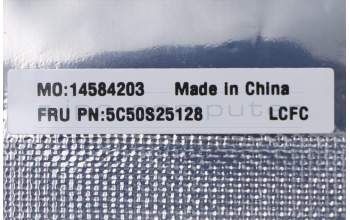 MO:14584203 Made in China
FRU PN:5C50S25128 LCFC